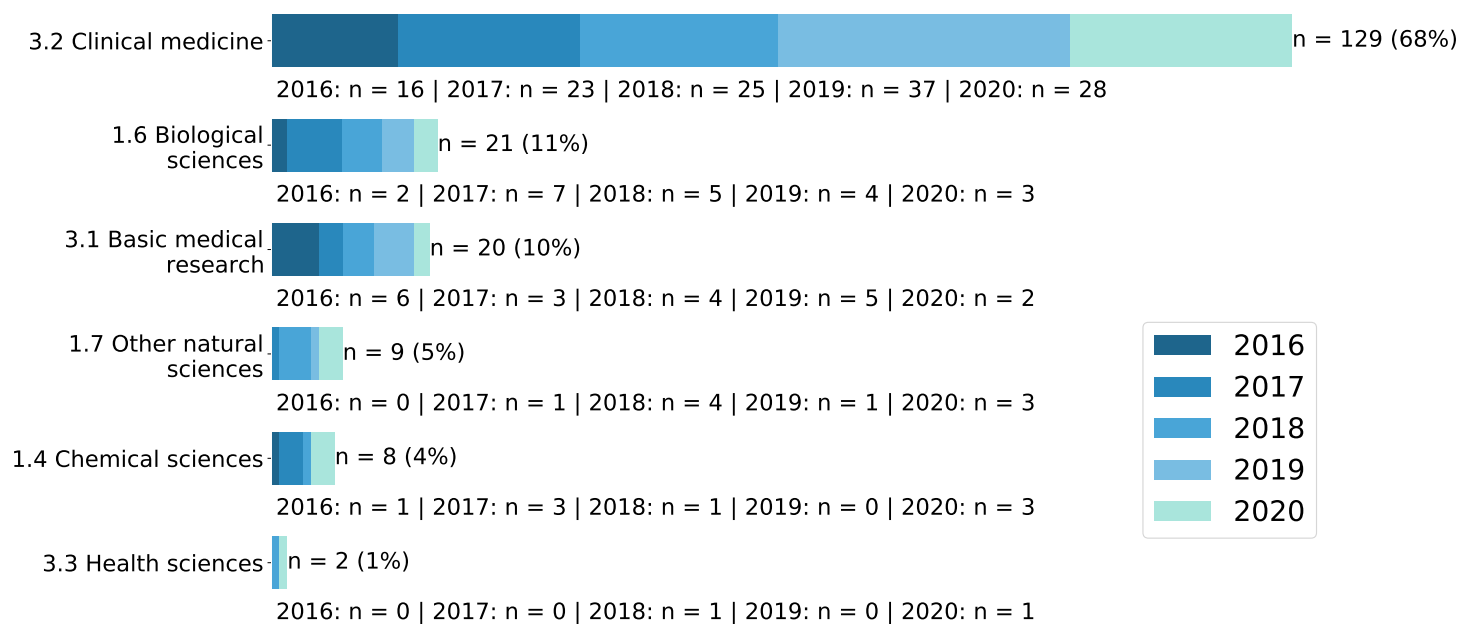 3.2 Clinical medicine
n = 129 (68%)
2016: n = 16 | 2017: n = 23 | 2018: n = 25 | 2019: n = 37 | 2020: n = 28
1.6 Biological
sciences
n = 21 (11%)
2016: n = 2 | 2017: n = 7 | 2018: n = 5 | 2019: n = 4 | 2020: n = 3
3.1 Basic medical
research
n = 20 (10%)
2016: n = 6 | 2017: n = 3 | 2018: n = 4 | 2019: n = 5 | 2020: n = 2
1.7 Other natural
sciences
n = 9 (5%)
2016: n = 0 | 2017: n = 1 | 2018: n = 4 | 2019: n = 1 | 2020: n = 3
1.4 Chemical sciences
n = 8 (4%)
2016: n = 1 | 2017: n = 3 | 2018: n = 1 | 2019: n = 0 | 2020: n = 3
3.3 Health sciences
n = 2 (1%)
2016: n = 0 | 2017: n = 0 | 2018: n = 1 | 2019: n = 0 | 2020: n = 1
2016
2017
2018
2019
2020